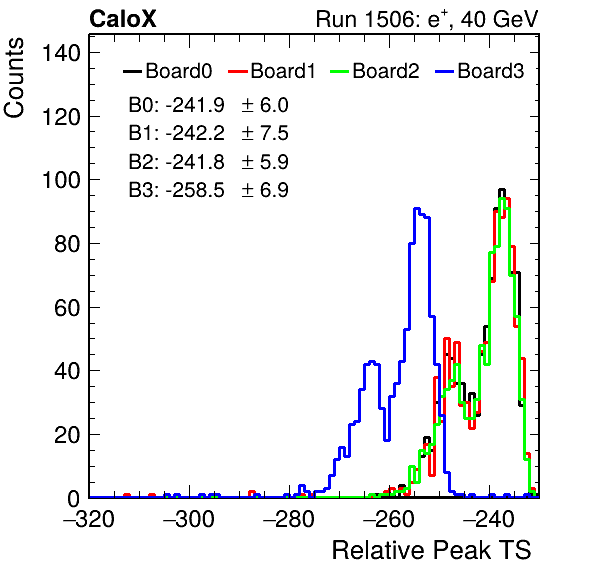 CaloX Run 1506: e⁺, 40 GeV
Counts
Board0 Board1 Board2 Board3
B0: -241.9 ± 6.0
B1: -242.2 ± 7.5
B2: -241.8 ± 5.9
B3: -258.5 ± 6.9
140
120
100
80
60
40
20
0
−320 −300 −280 −260 −240
Relative Peak TS